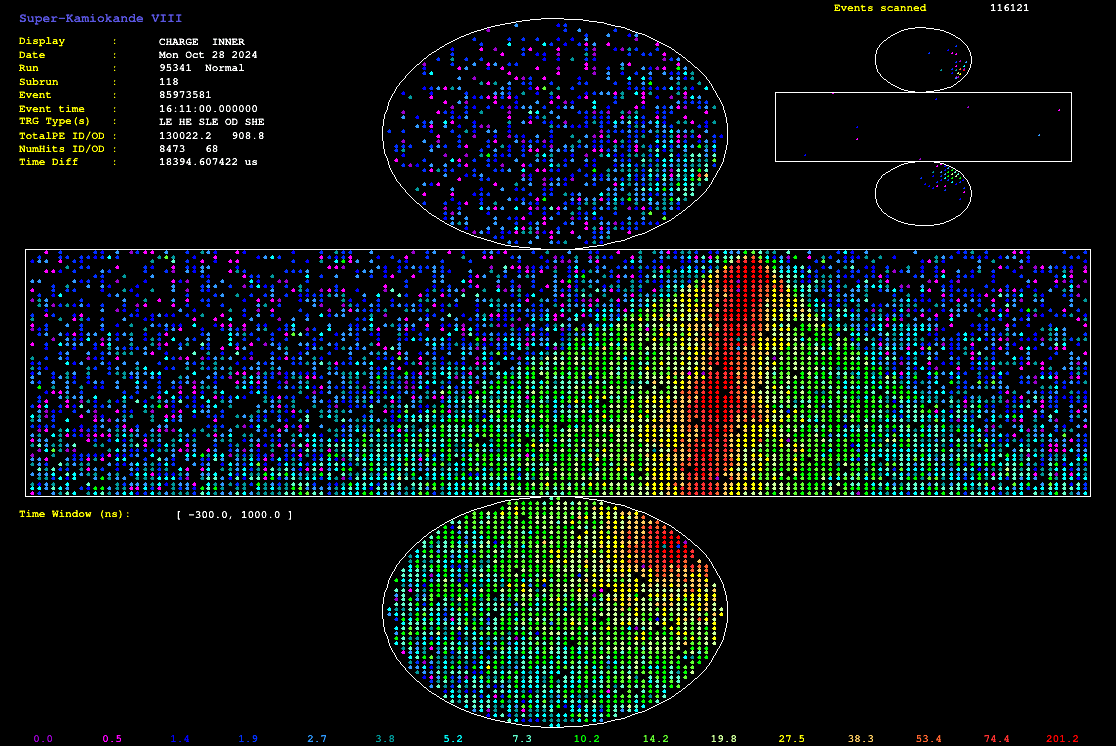 Super-Kamiokande VIII
Events scanned 116121
Display : CHARGE INNER
Date : Mon Oct 28 2024
Run : 95341 Normal
Subrun : 118
Event : 85973581
Event time : 16:11:00.000000
TRG Type(s) : LE HE SLE OD SHE
TotalPE ID/OD : 130022.2 908.8
NumHits ID/OD : 8473 68
Time Diff : 18394.607422 us
Time Window (ns): [ -300.0, 1000.0 ]
0.0 0.5 1.4 1.9 2.7 3.8 5.2 7.3 10.2 14.2 19.8 27.5 38.3 53.4 74.4 201.2